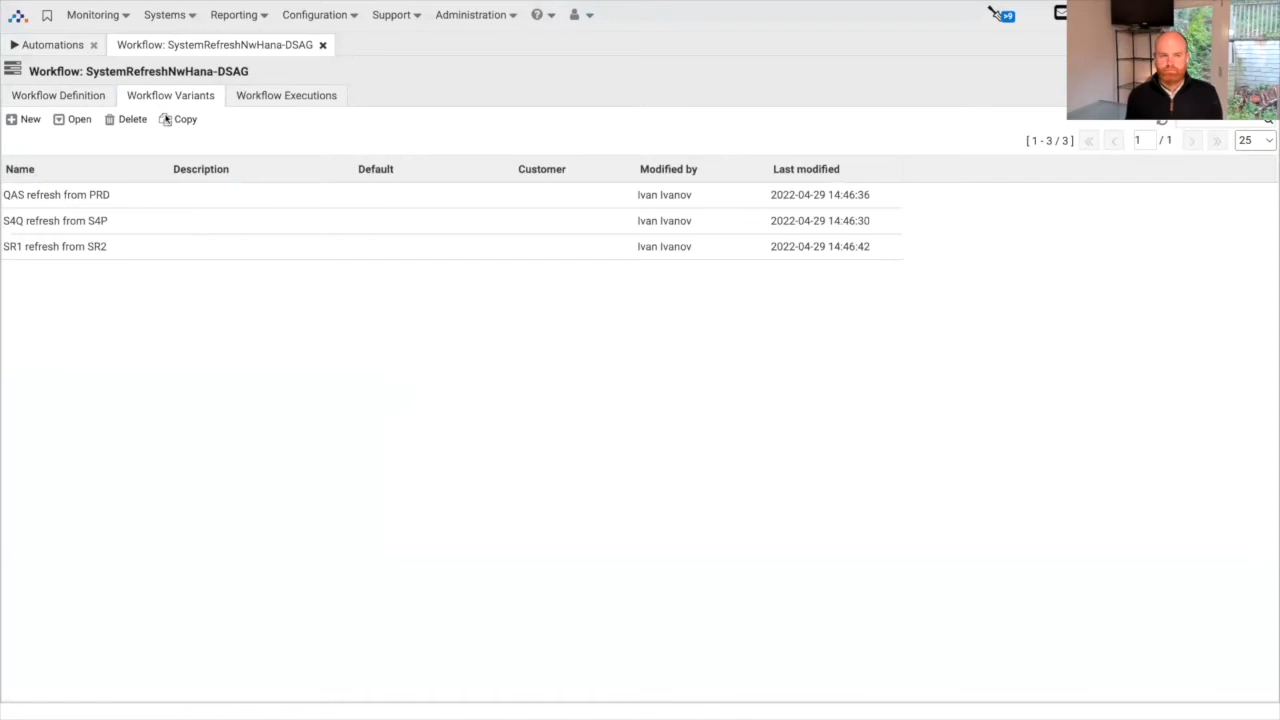 Monitoring Systems Reporting Configuration Support Administration >9
Automations Workflow: SystemRefreshNwHana-DSAG
Workflow: SystemRefreshNwHana-DSAG
Workflow Definition Workflow Variants Workflow Executions
New Open Delete Copy
[ 1 - 3 / 3 ] 1 / 1 25
Name Description Default Customer Modified by Last modified
QAS refresh from PRD Ivan Ivanov 2022-04-29 14:46:36
S4Q refresh from S4P Ivan Ivanov 2022-04-29 14:46:30
SR1 refresh from SR2 Ivan Ivanov 2022-04-29 14:46:42